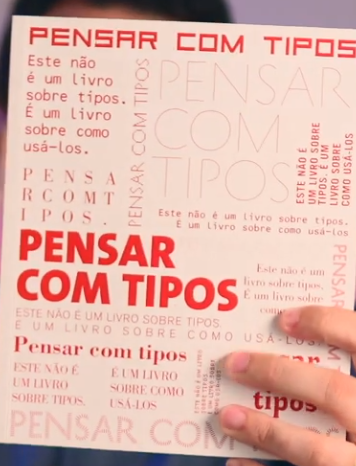 PENSAR COM TIPOS
Este não
é um livro
sobre tipos.
É um livro
sobre como
usá-los.
PENSAR COM TIPOS
PENSAR
COM
TIPOS
ESTE NÃO É
UM LIVRO SOBRE
TIPOS. É UM
LIVRO SOBRE
COMO USÁ-LOS
PENSA
RCOMT
IPOS.
Este não é um livro sobre tipos.
É um livro sobre como usá-los
PENSAR
COM TIPOS
Este não é um
livro sobre tipos.
É um livro sobre
PENSAR
ESTE NÃO É UM LIVRO SOBRE TIPOS.
É UM LIVRO SOBRE COMO USÁ-LOS.
Pensar com tipos
ESTE NÃO É
UM LIVRO
SOBRE TIPOS.
É UM LIVRO
SOBRE COMO
USÁ-LOS
tipos
PENSAR COM